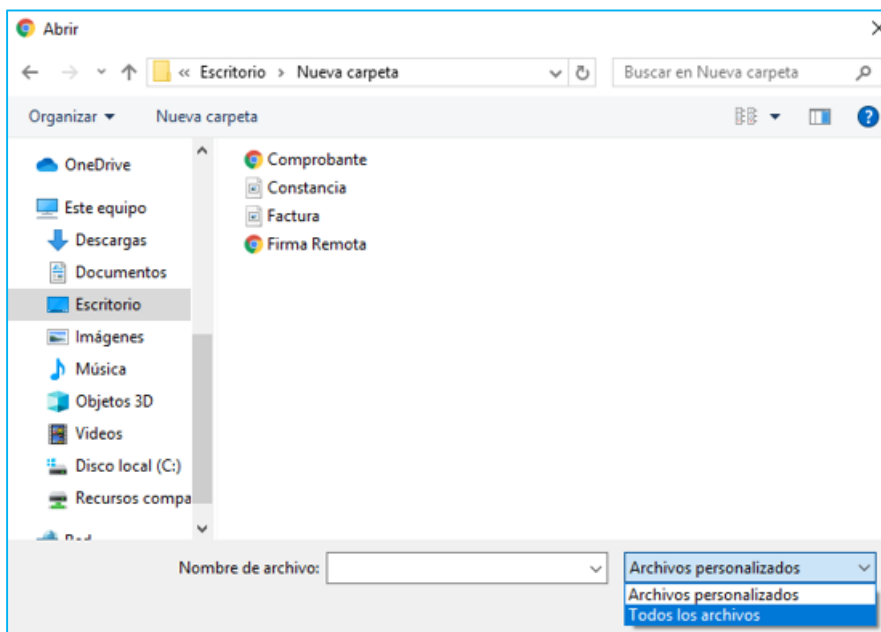 Abrir
« Escritorio > Nueva carpeta
Buscar en Nueva carpeta
Organizar
Nueva carpeta
OneDrive
Este equipo
Descargas
Documentos
Escritorio
Imágenes
Música
Objetos 3D
Videos
Disco local (C:)
Recursos compa
Comprobante
Constancia
Factura
Firma Remota
Nombre de archivo:
Archivos personalizados
Archivos personalizados
Todos los archivos